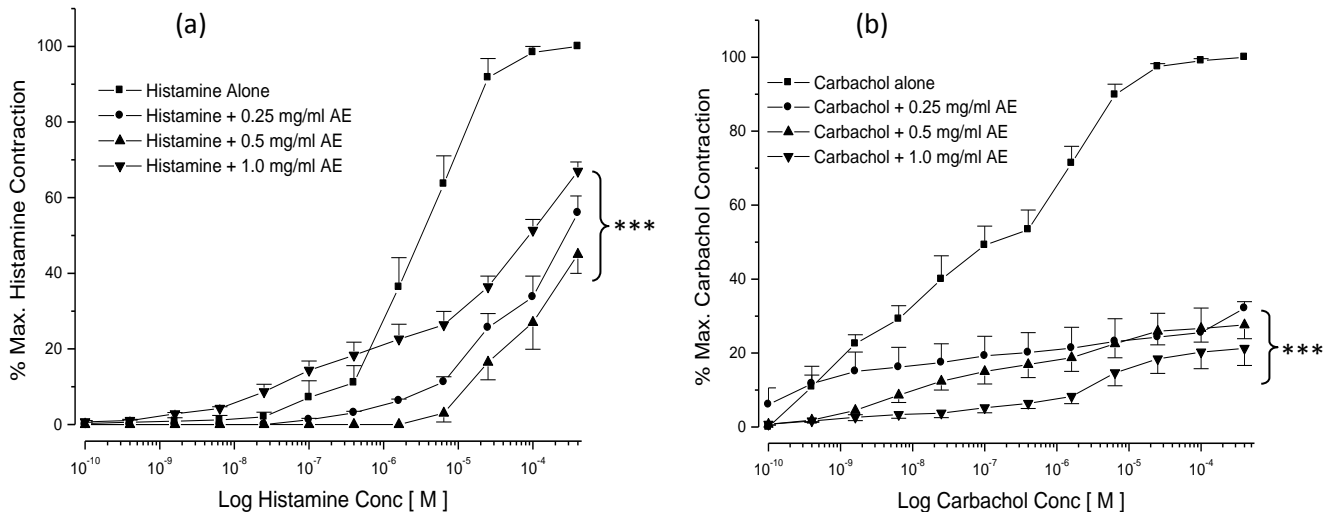 (a)
100
80
60
40
20
0
% Max. Histamine Contraction
Histamine Alone
Histamine + 0.25 mg/ml AE
Histamine + 0.5 mg/ml AE
Histamine + 1.0 mg/ml AE
***
10⁻¹⁰ 10⁻⁹ 10⁻⁸ 10⁻⁷ 10⁻⁶ 10⁻⁵ 10⁻⁴
Log Histamine Conc [ M ]
(b)
100
80
60
40
20
0
% Max. Carbachol Contraction
Carbachol alone
Carbachol + 0.25 mg/ml AE
Carbachol + 0.5 mg/ml AE
Carbachol + 1.0 mg/ml AE
***
10⁻¹⁰ 10⁻⁹ 10⁻⁸ 10⁻⁷ 10⁻⁶ 10⁻⁵ 10⁻⁴
Log Carbachol Conc [ M ]